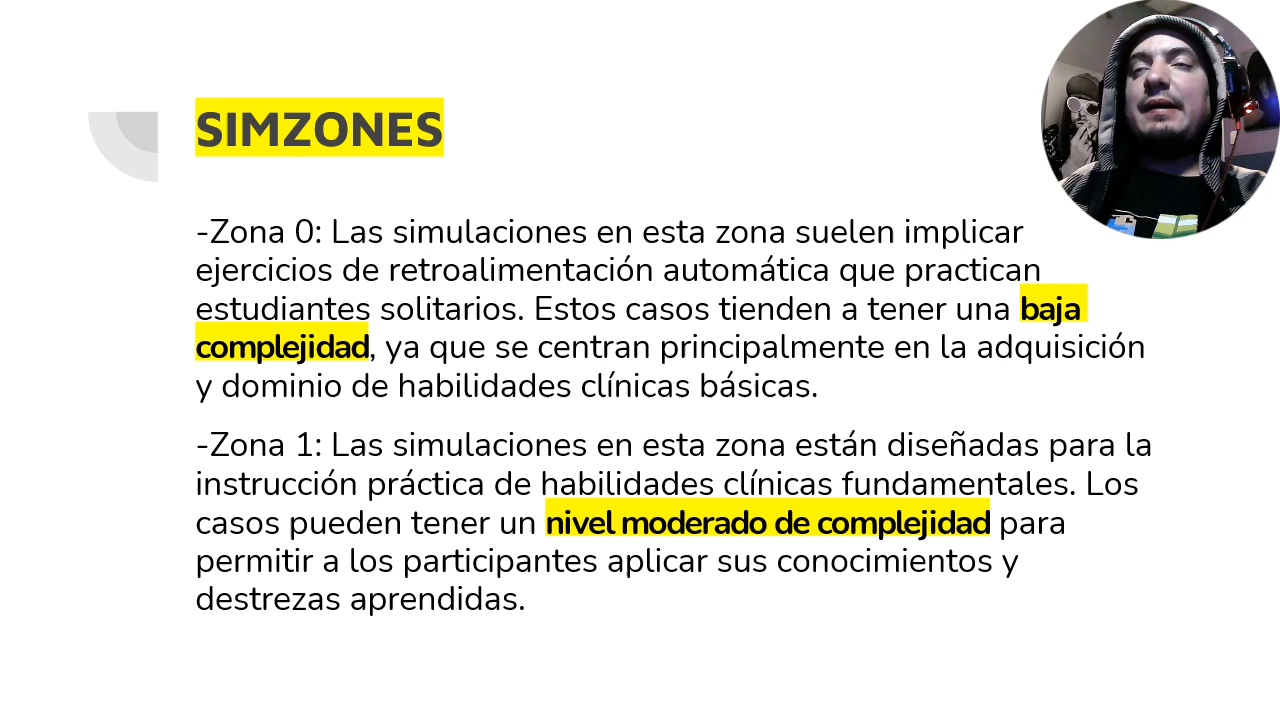 SIMZONES
-Zona 0: Las simulaciones en esta zona suelen implicar
ejercicios de retroalimentación automática que practican
estudiantes solitarios. Estos casos tienden a tener una baja
complejidad, ya que se centran principalmente en la adquisición
y dominio de habilidades clínicas básicas.
-Zona 1: Las simulaciones en esta zona están diseñadas para la
instrucción práctica de habilidades clínicas fundamentales. Los
casos pueden tener un nivel moderado de complejidad para
permitir a los participantes aplicar sus conocimientos y
destrezas aprendidas.